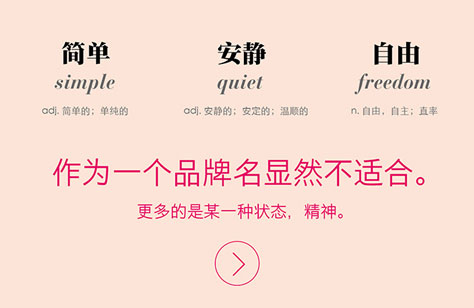 简单 安静 自由
simple quiet freedom
adj. 简单的；单纯的 adj. 安静的；安定的；温顺的 n. 自由，自主；直率
作为一个品牌名显然不适合。
更多的是某一种状态，精神。